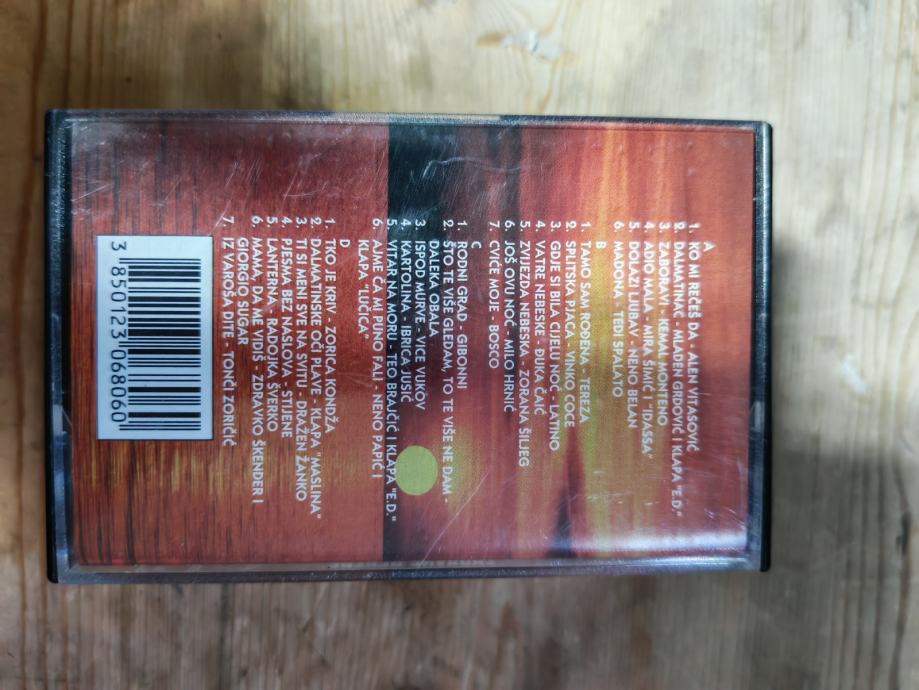 A
1. KO MI REČEŠ DA - ALEN VITASOVIĆ
2. DALMATINAC - MLADEN GRDOVIĆ I KLAPA "E.D."
3. ZABORAVI - KEMAL MONTENO
4. ADIO MALA - MIRA ŠIMIĆ I "IDASSA"
5. DOLAZI LJUBAV - NENO BELAN
6. MADONA - TEDI SPALATO
B
1. TAMO SAM ROĐENA - TEREZA
2. SPLITSKA PJACA - VINKO COCE
3. GDJE SI BILA CIJELU NOĆ - LATINO
4. VATRE NEBESKE - ĐUKA ČAIĆ
5. ZVIJEZDA NEBESKA - ZORANA ŠILJEG
6. JOŠ OVU NOĆ - MILO HRNIĆ
7. CVIĆE MOJE - BOSCO
C
1. RODNI GRAD - GIBONNI
2. ŠTO TE VIŠE GLEDAM, TO TE VIŠE NE DAM -
DALEKA OBALA
3. ISPOD MURVE - VICE VUKOV
4. KARTOLINA - IBRICA JUSIĆ
5. VITAR NA MORU - TEO BRAJČIĆ I KLAPA "E.D."
6. AJME ČA MI FUNO FALI - NENO PAPIĆ I
KLAPA "LUČICA"
D
1. TKO JE KRIV - ZORICA KONDŽA
2. DALMATINSKE OČI PLAVE - KLAPA "MASLINA"
3. TI SI MENI SVE NA SVITU - DRAŽEN ŽANKO
4. PJESMA BEZ NASLOVA - STIJENE
5. LANTERNA - RADOJKA ŠVERKO
6. MAMA, DA ME VIDIŠ - ZDRAVKO ŠKENDER I
GIORGIO SUGAR
7. IZ VAROŠA DITE - TONČI ZORIČIĆ
3 850123 068060